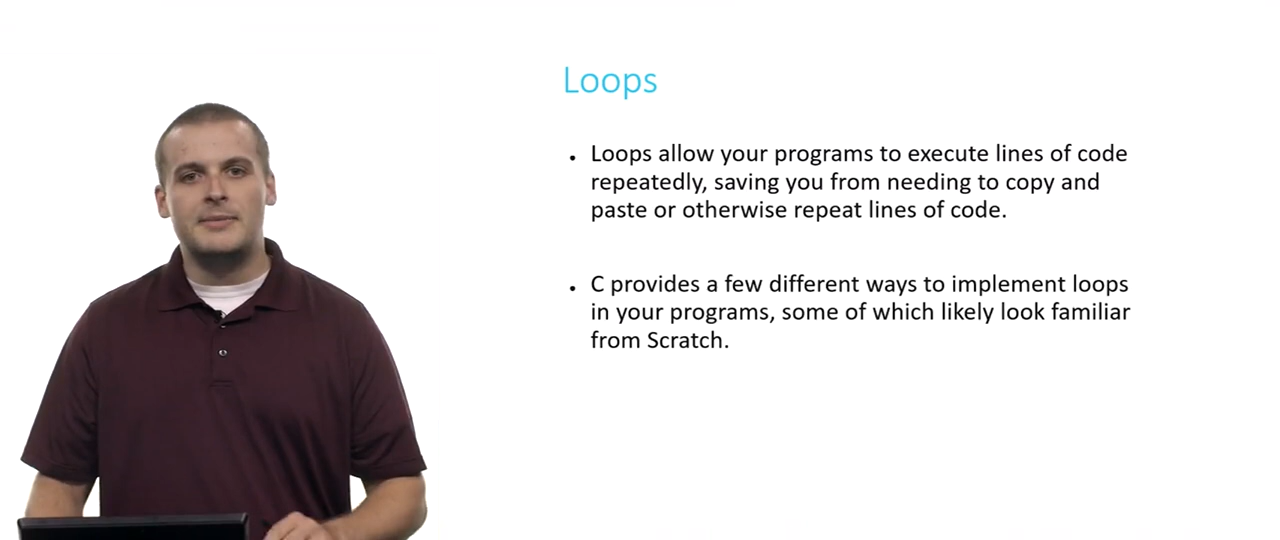 Loops
• Loops allow your programs to execute lines of code
repeatedly, saving you from needing to copy and
paste or otherwise repeat lines of code.
• C provides a few different ways to implement loops
in your programs, some of which likely look familiar
from Scratch.